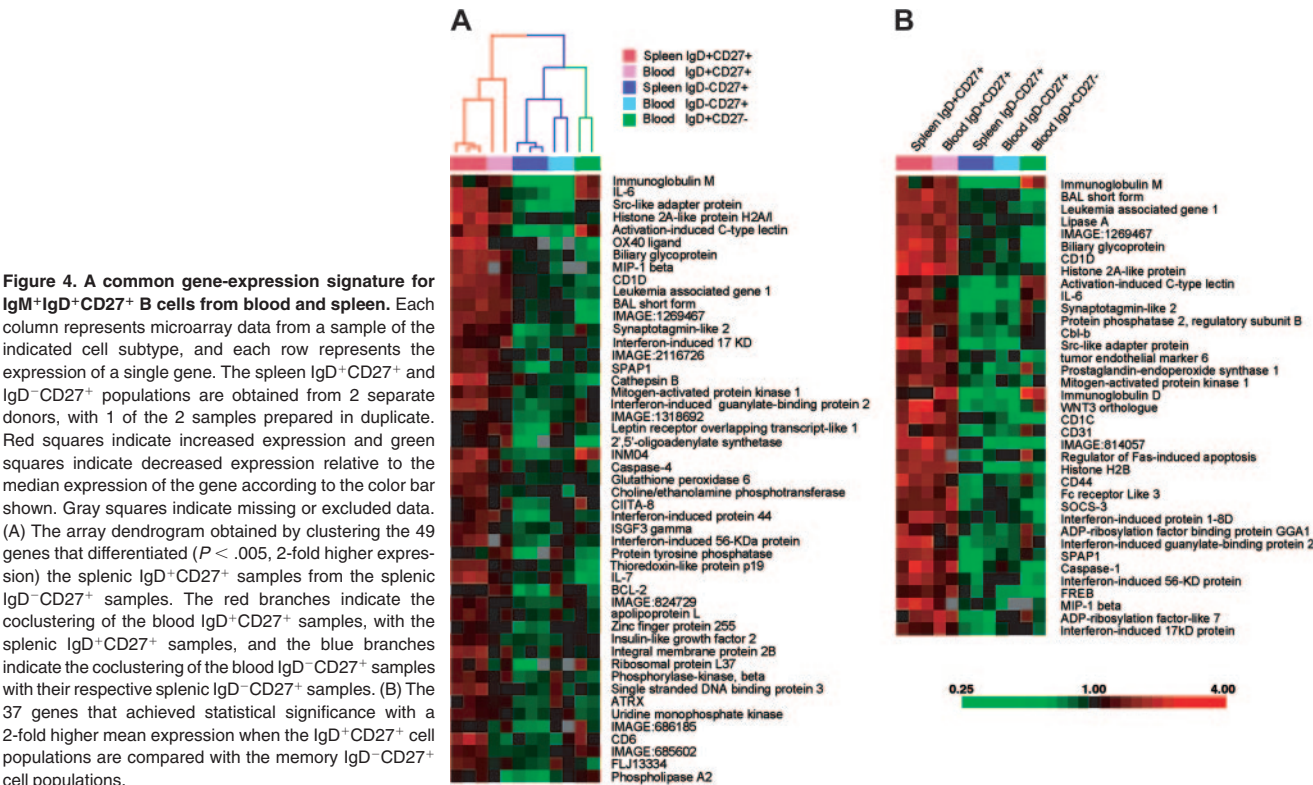 Figure 4. A common gene-expression signature for
IgM+IgD+CD27+ B cells from blood and spleen. Each
column represents microarray data from a sample of the
indicated cell subtype, and each row represents the
expression of a single gene. The spleen IgD+CD27+ and
IgD−CD27+ populations are obtained from 2 separate
donors, with 1 of the 2 samples prepared in duplicate.
Red squares indicate increased expression and green
squares indicate decreased expression relative to the
median expression of the gene according to the color bar
shown. Gray squares indicate missing or excluded data.
(A) The array dendrogram obtained by clustering the 49
genes that differentiated (P < .005, 2-fold higher expres-
sion) the splenic IgD+CD27+ samples from the splenic
IgD−CD27+ samples. The red branches indicate the
coclustering of the blood IgD+CD27+ samples, with the
splenic IgD+CD27+ samples, and the blue branches
indicate the coclustering of the blood IgD−CD27+ samples
with their respective splenic IgD−CD27+ samples. (B) The
37 genes that achieved statistical significance with a
2-fold higher mean expression when the IgD+CD27+ cell
populations are compared with the memory IgD−CD27+
cell populations.
A
Spleen IgD+CD27+
Blood IgD+CD27+
Spleen IgD-CD27+
Blood IgD-CD27+
Blood IgD+CD27-
Immunoglobulin M
IL-6
Src-like adapter protein
Histone 2A-like protein H2A/l
Activation-induced C-type lectin
OX40 ligand
Biliary glycoprotein
MIP-1 beta
CD1D
Leukemia associated gene 1
BAL short form
IMAGE:1269467
Synaptotagmin-like 2
Interferon-induced 17 KD
IMAGE:2116726
SPAP1
Cathepsin B
Mitogen-activated protein kinase 1
Interferon-induced guanylate-binding protein 2
IMAGE:1318692
Leptin receptor overlapping transcript-like 1
2',5'-oligoadenylate synthetase
INM04
Caspase-4
Glutathione peroxidase 6
Choline/ethanolamine phosphotransferase
CIITA-8
Interferon-induced protein 44
ISGF3 gamma
Interferon-induced 56-KDa protein
Protein tyrosine phosphatase
Thioredoxin-like protein p19
IL-7
BCL-2
IMAGE:824729
apolipoprotein L
Zinc finger protein 255
Insulin-like growth factor 2
Integral membrane protein 2B
Ribosomal protein L37
Phosphorylase-kinase, beta
Single stranded DNA binding protein 3
ATRX
Uridine monophosphate kinase
IMAGE:686185
CD6
IMAGE:685602
FLJ13334
Phospholipase A2
B
Spleen IgD+CD27+
Blood IgD+CD27+
Spleen IgD-CD27+
Blood IgD-CD27+
Blood IgD+CD27-
Immunoglobulin M
BAL short form
Leukemia associated gene 1
Lipase A
IMAGE:1269467
Biliary glycoprotein
CD1D
Histone 2A-like protein
Activation-induced C-type lectin
IL-6
Synaptotagmin-like 2
Protein phosphatase 2, regulatory subunit B
Cbl-b
Src-like adapter protein
tumor endothelial marker 6
Prostaglandin-endoperoxide synthase 1
Mitogen-activated protein kinase 1
Immunoglobulin D
WNT3 orthologue
CD1C
CD31
IMAGE:814057
Regulator of Fas-induced apoptosis
Histone H2B
CD44
Fc receptor Like 3
SOCS-3
Interferon-induced protein 1-8D
ADP-ribosylation factor binding protein GGA1
Interferon-induced guanylate-binding protein 2
SPAP1
Caspase-1
Interferon-induced 56-KD protein
FREB
MIP-1 beta
ADP-ribosylation factor-like 7
Interferon-induced 17kD protein
0.25 1.00 4.00